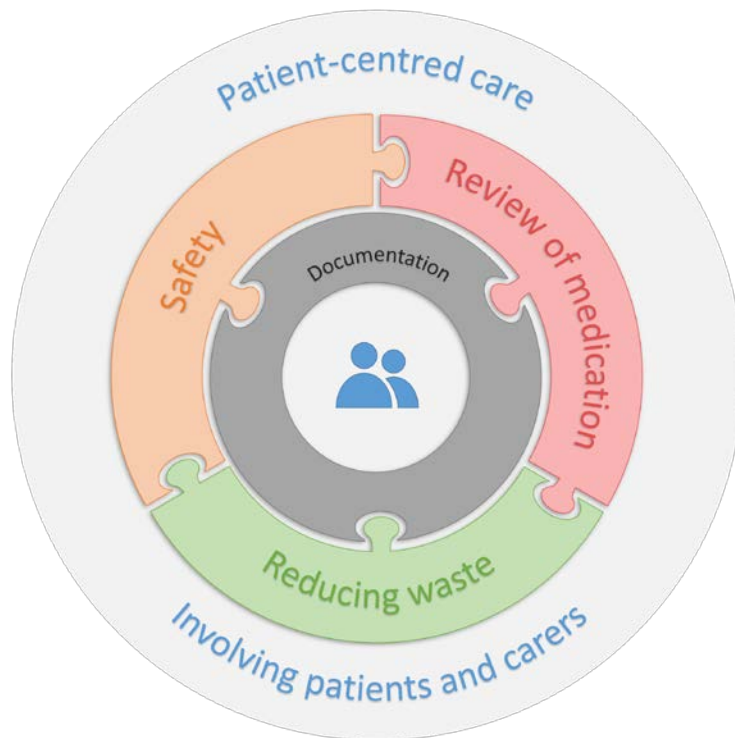 Patient-centred care
Safety
Review of medication
Documentation
Reducing waste
Involving patients and carers